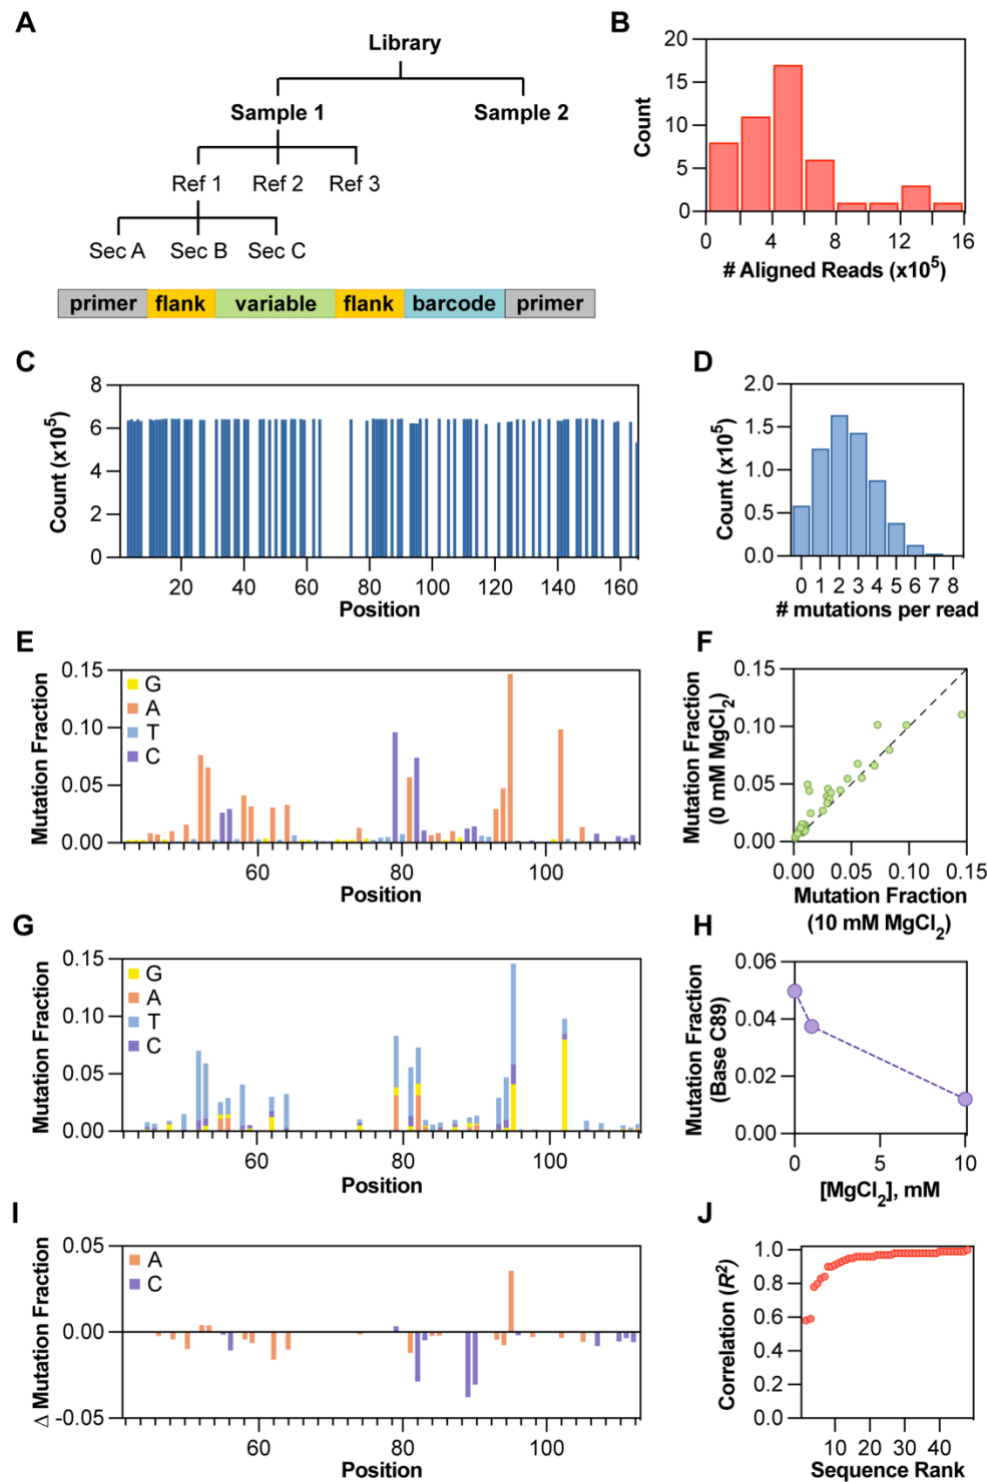 A
Library
Sample 1 Sample 2
Ref 1 Ref 2 Ref 3
Sec A Sec B Sec C
primer flank variable flank barcode primer
B
Count
20
15
10
5
0
0 4 8 12 16
# Aligned Reads (x10⁵)
C
Count (x10⁵)
8
6
4
2
0
20 40 60 80 100 120 140 160
Position
D
Count (x10⁵)
2.0
1.5
1.0
0.5
0.0
0 1 2 3 4 5 6 7 8
# mutations per read
E
Mutation Fraction
0.15
0.10
0.05
0.00
G
A
T
C
60 80 100
Position
F
Mutation Fraction
(0 mM MgCl₂)
0.15
0.10
0.05
0.00
0.00 0.05 0.10 0.15
Mutation Fraction
(10 mM MgCl₂)
G
Mutation Fraction
0.15
0.10
0.05
0.00
G
A
T
C
60 80 100
Position
H
Mutation Fraction
(Base C89)
0.06
0.04
0.02
0.00
0 5 10
[MgCl₂], mM
I
Δ Mutation Fraction
0.05
0.00
-0.05
A
C
60 80 100
Position
J
Correlation (R²)
1.0
0.8
0.6
0.4
0.2
0.0
10 20 30 40
Sequence Rank